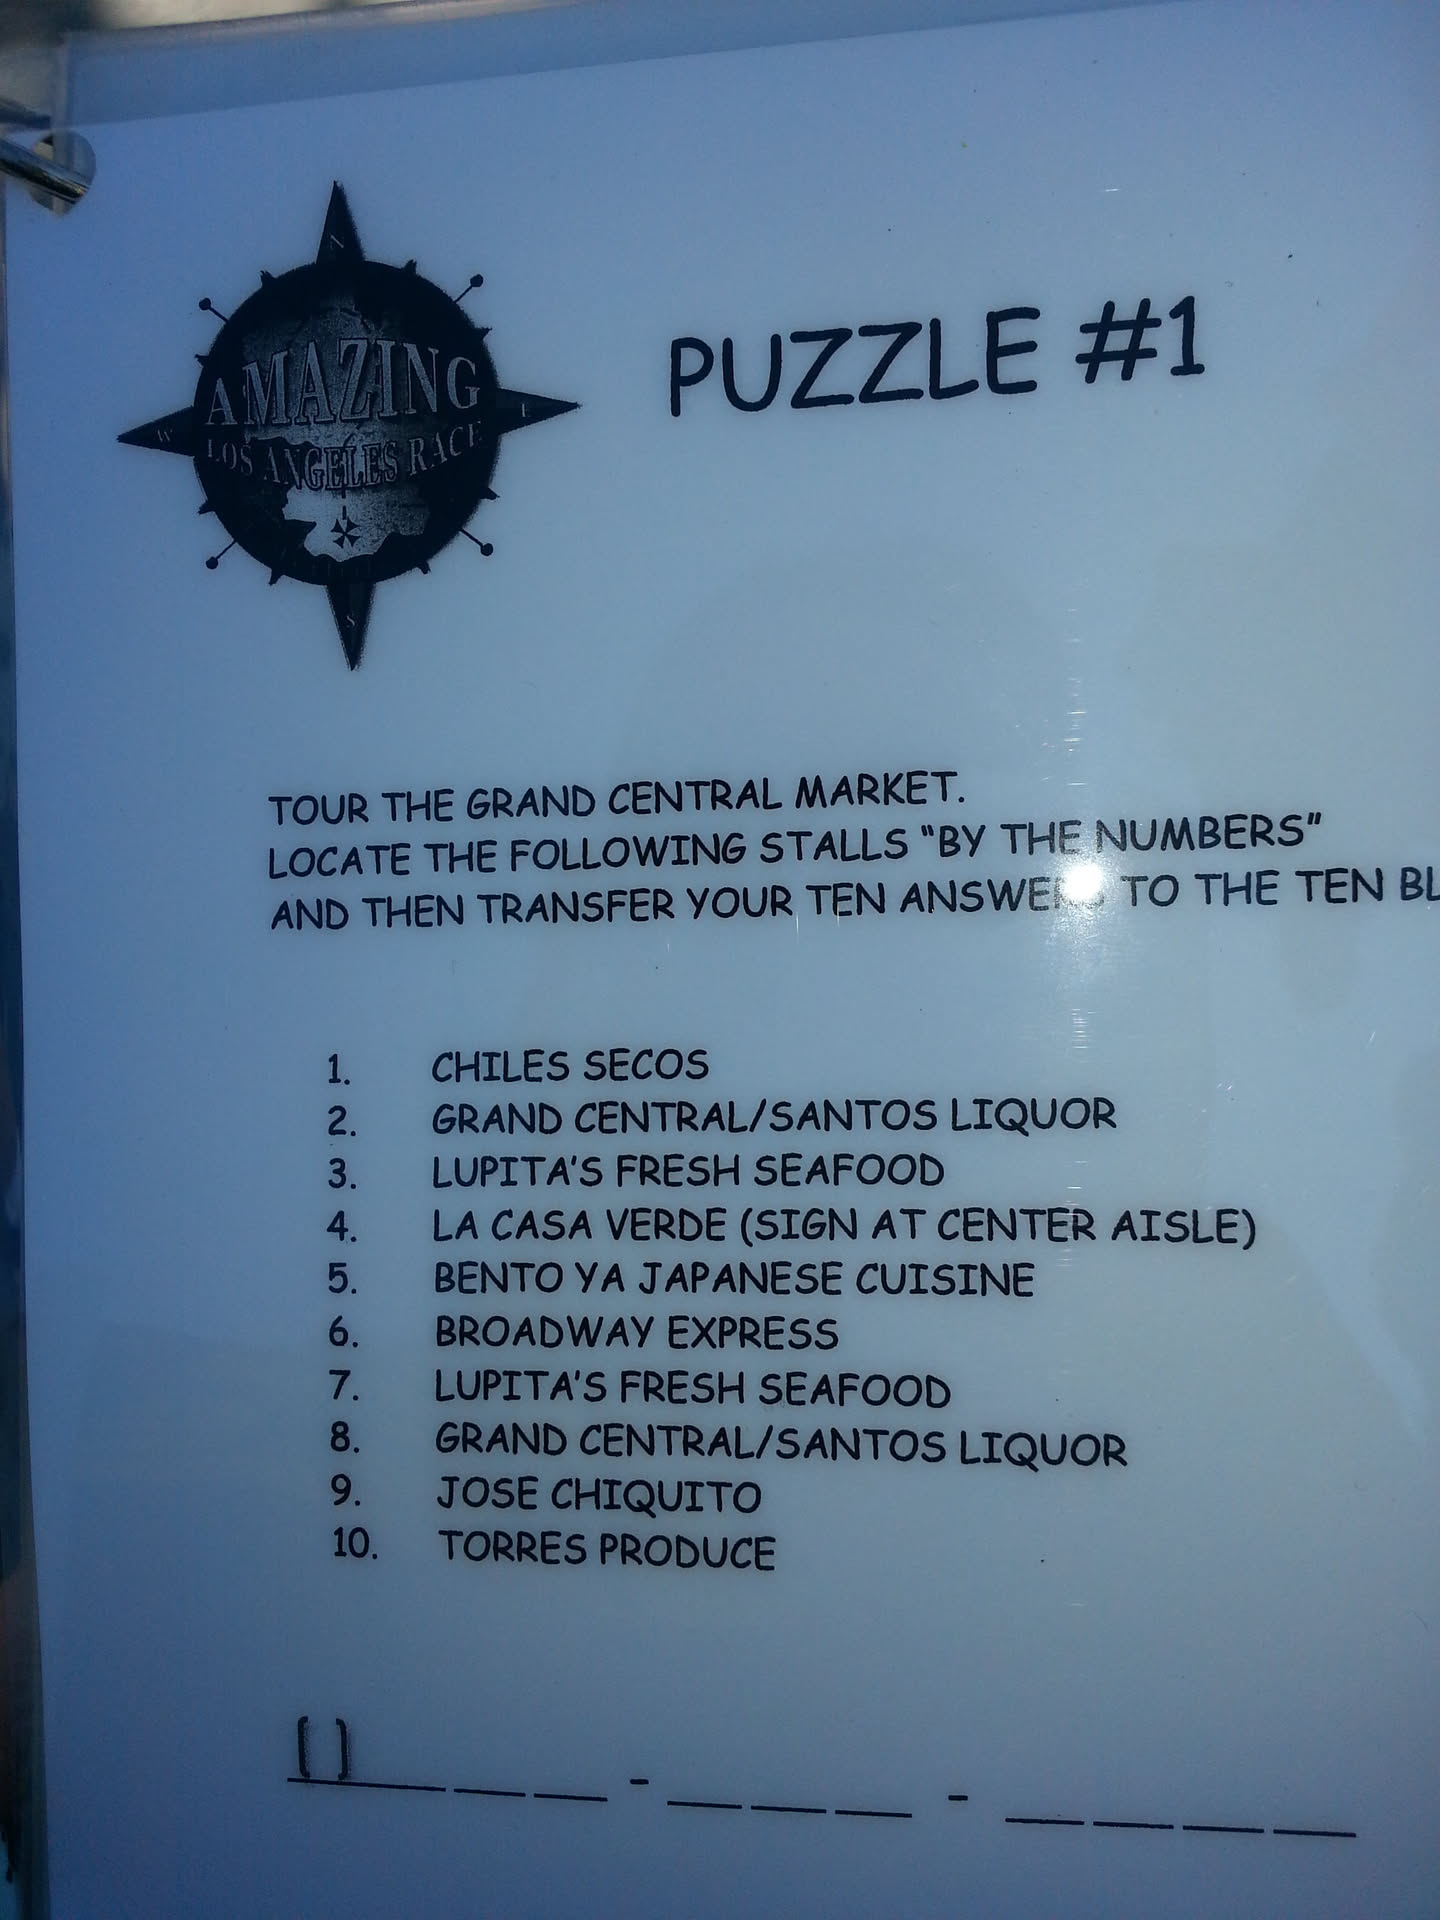 N
AMAZING
LOS ANGELES RACE
W
E
S
PUZZLE #1
TOUR THE GRAND CENTRAL MARKET.
LOCATE THE FOLLOWING STALLS "BY THE NUMBERS"
AND THEN TRANSFER YOUR TEN TO THE TEN BL
1. CHILES SECOS
2. GRAND CENTRAL/SANTOS LIQUOR
3. LUPITA'S FRESH SEAFOOD
4. LA CASA VERDE (SIGN AT CENTER AISLE)
5. BENTO YA JAPANESE CUISINE
6. BROADWAY EXPRESS
7. LUPITA'S FRESH SEAFOOD
8. GRAND CENTRAL/SANTOS LIQUOR
9. JOSE CHIQUITO
10. TORRES PRODUCE
( )_ _ _ - _ _ _ - _ _ _ _